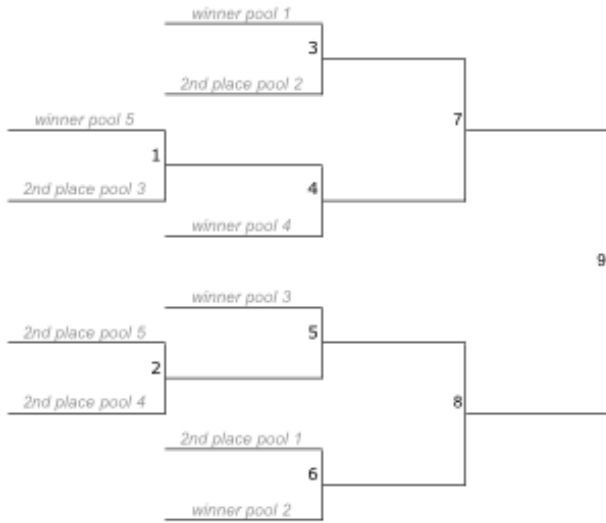 winner pool 1
3
2nd place pool 2
winner pool 5
7
1
2nd place pool 3
4
winner pool 4
9
winner pool 3
2nd place pool 5
5
2
2nd place pool 4
8
2nd place pool 1
6
winner pool 2